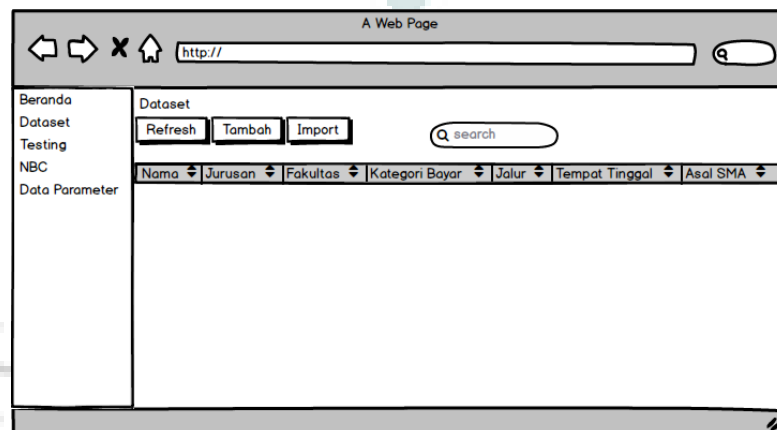 A Web Page
http://
Beranda
Dataset
Testing
NBC
Data Parameter
Dataset
Refresh Tambah Import search
Nama Jurusan Fakultas Kategori Bayar Jalur Tempat Tinggal Asal SMA